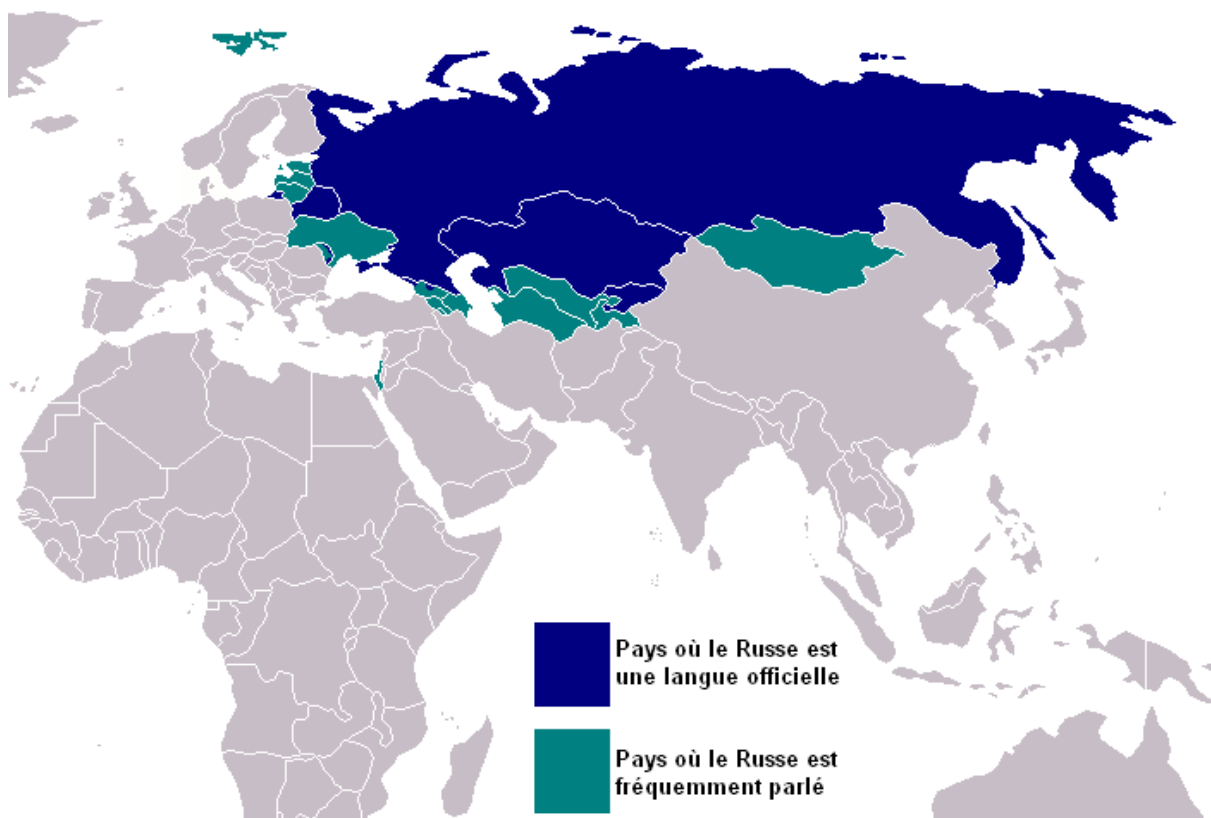 Pays où le Russe est
une langue officielle
Pays où le Russe est
fréquemment parlé